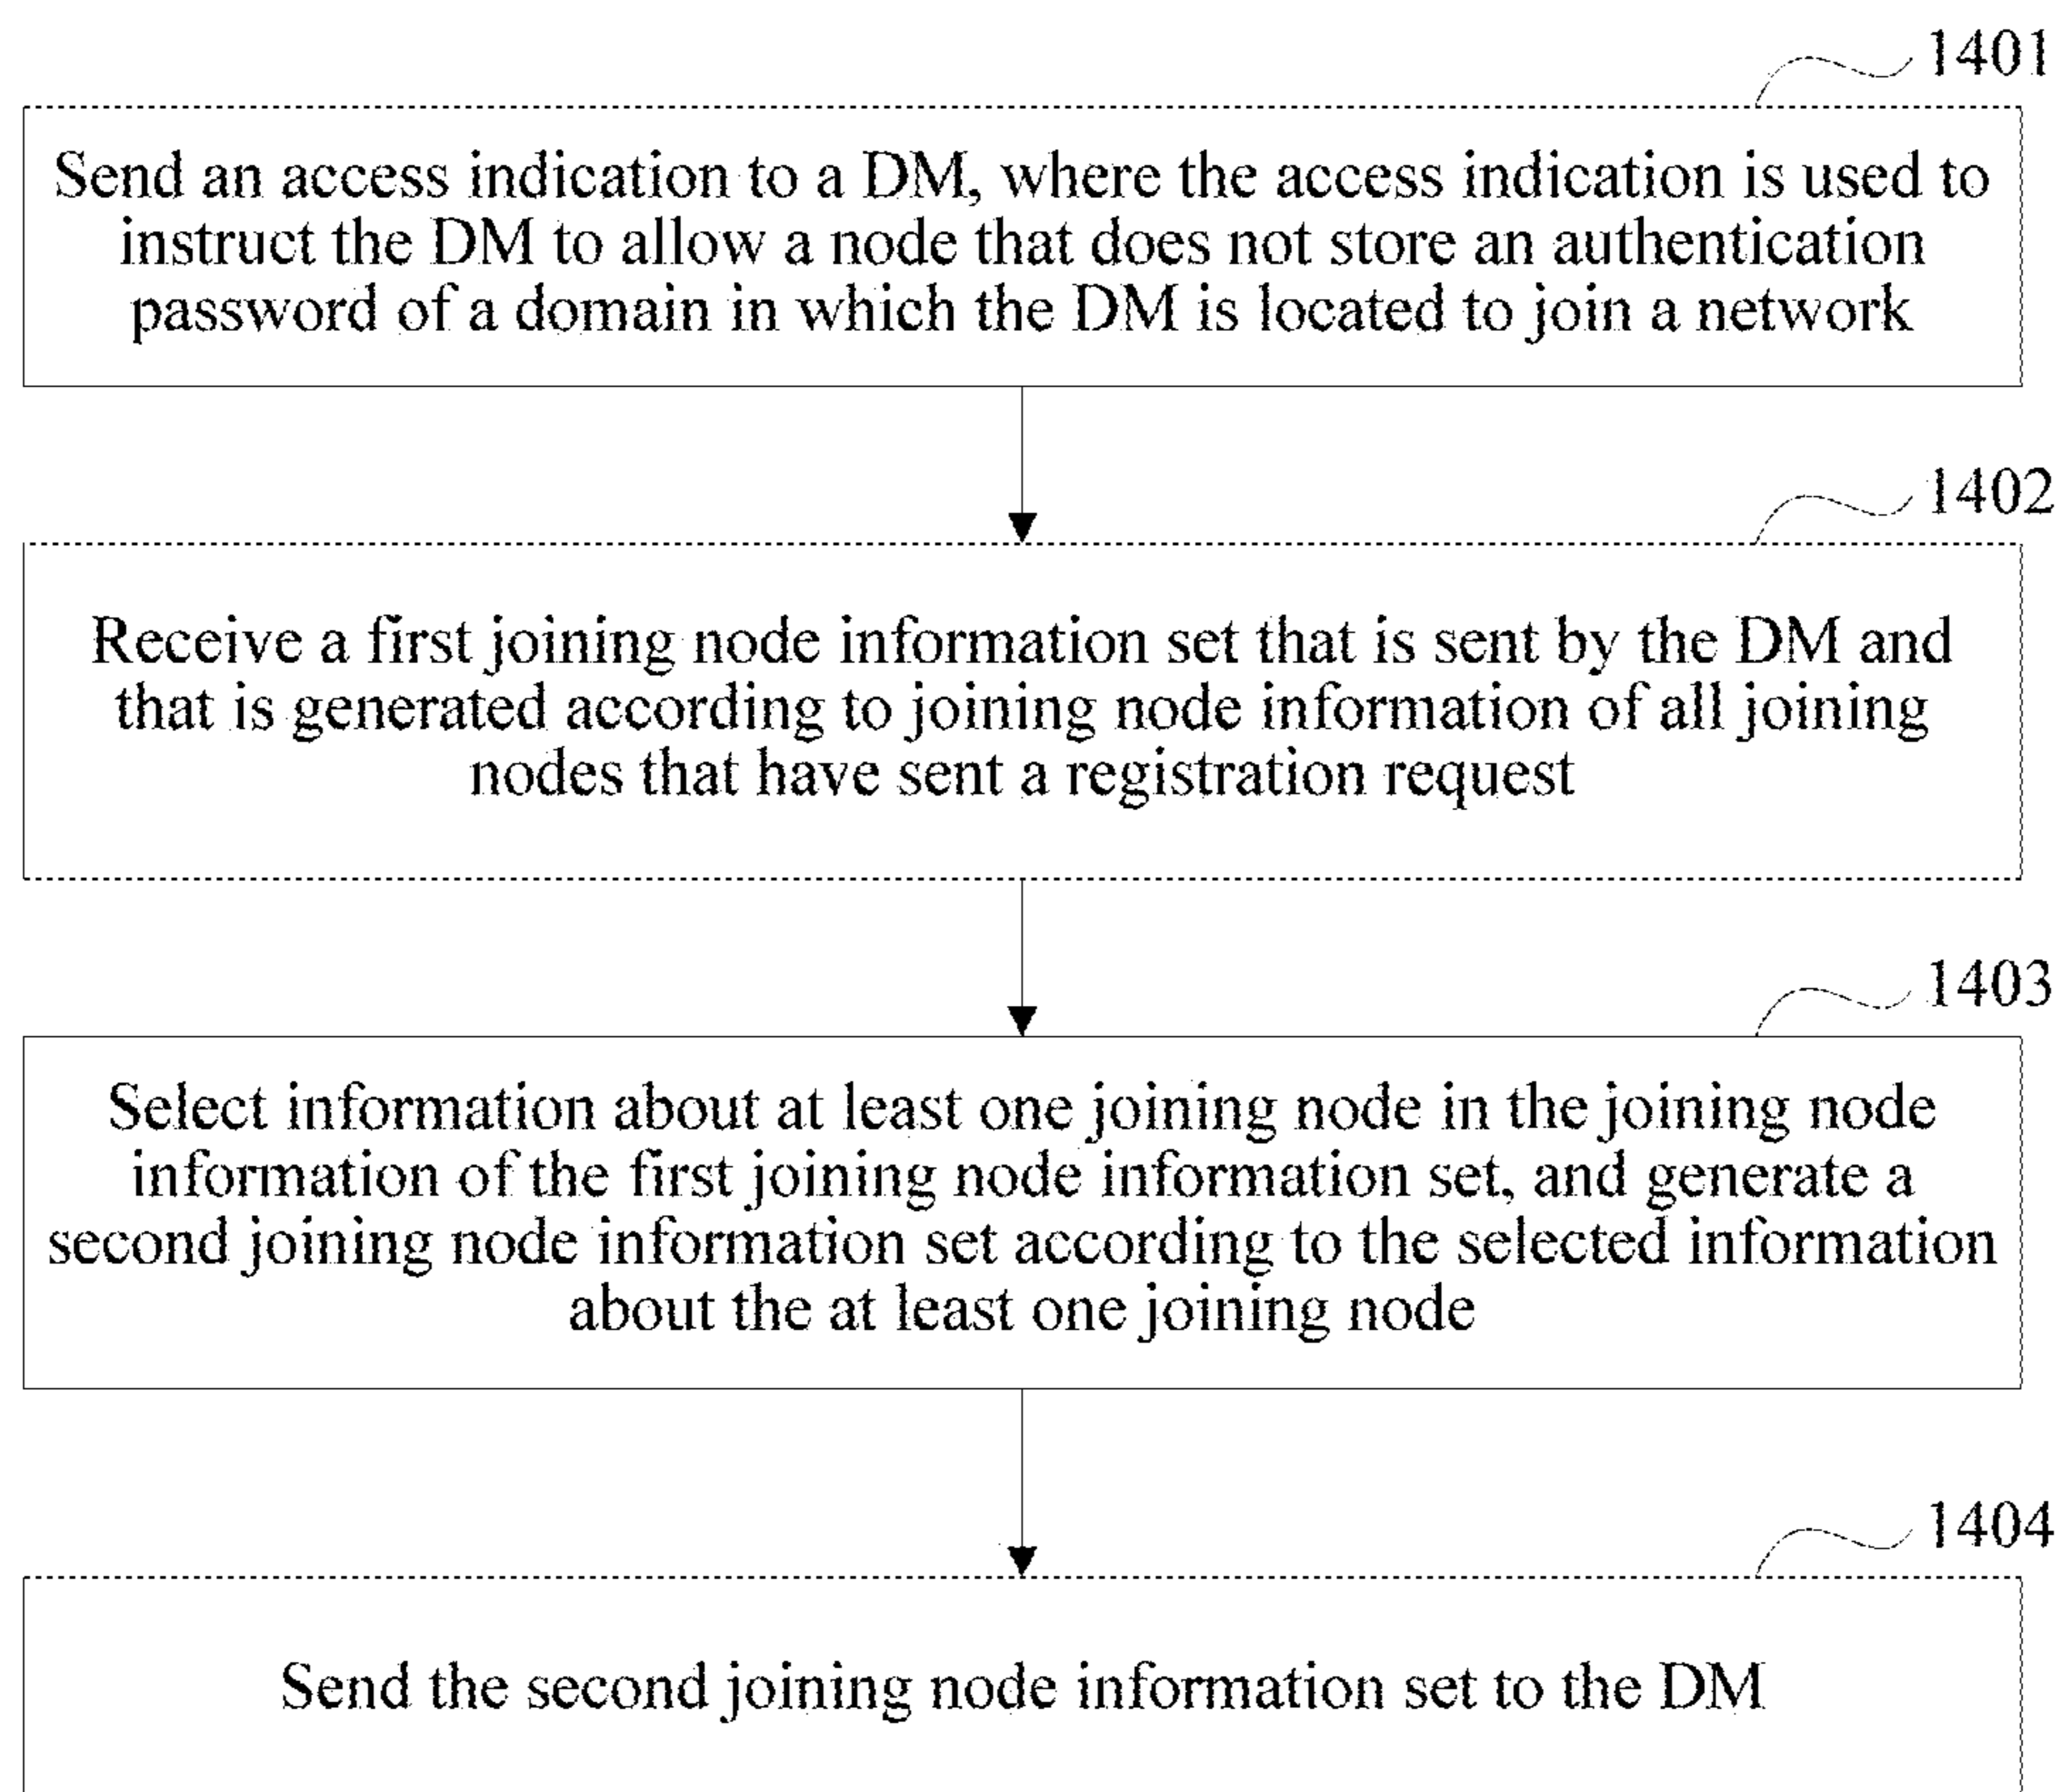 1401
Send an access indication to a DM, where the access indication is used to
instruct the DM to allow a node that does not store an authentication
password of a domain in which the DM is located to join a network
1402
Receive a first joining node information set that is sent by the DM and
that is generated according to joining node information of all joining
nodes that have sent a registration request
1403
Select information about at least one joining node in the joining node
information of the first joining node information set, and generate a
second joining node information set according to the selected information
about the at least one joining node
1404
Send the second joining node information set to the DM